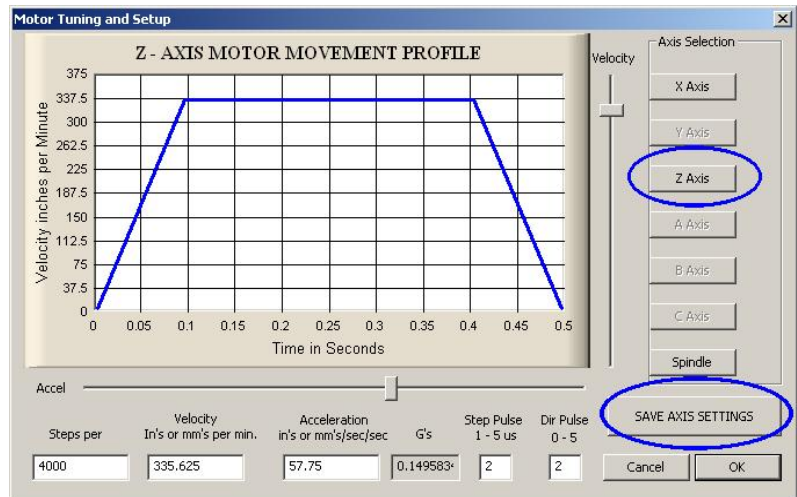 Motor Tuning and Setup
Z - AXIS MOTOR MOVEMENT PROFILE
Velocity inches per Minute
375
337.5
300
262.5
225
187.5
150
112.5
75
37.5
0
0 0.05 0.1 0.15 0.2 0.25 0.3 0.35 0.4 0.45 0.5
Time in Seconds
Velocity
Axis Selection
X Axis
Y Axis
Z Axis
A Axis
B Axis
C Axis
Spindle
Accel
SAVE AXIS SETTINGS
Steps per
Velocity
In's or mm's per min.
Acceleration
in's or mm's/sec/sec
G's
Step Pulse
1 - 5 us
Dir Pulse
0 - 5
4000
335.625
57.75
0.149583
2
2
Cancel
OK